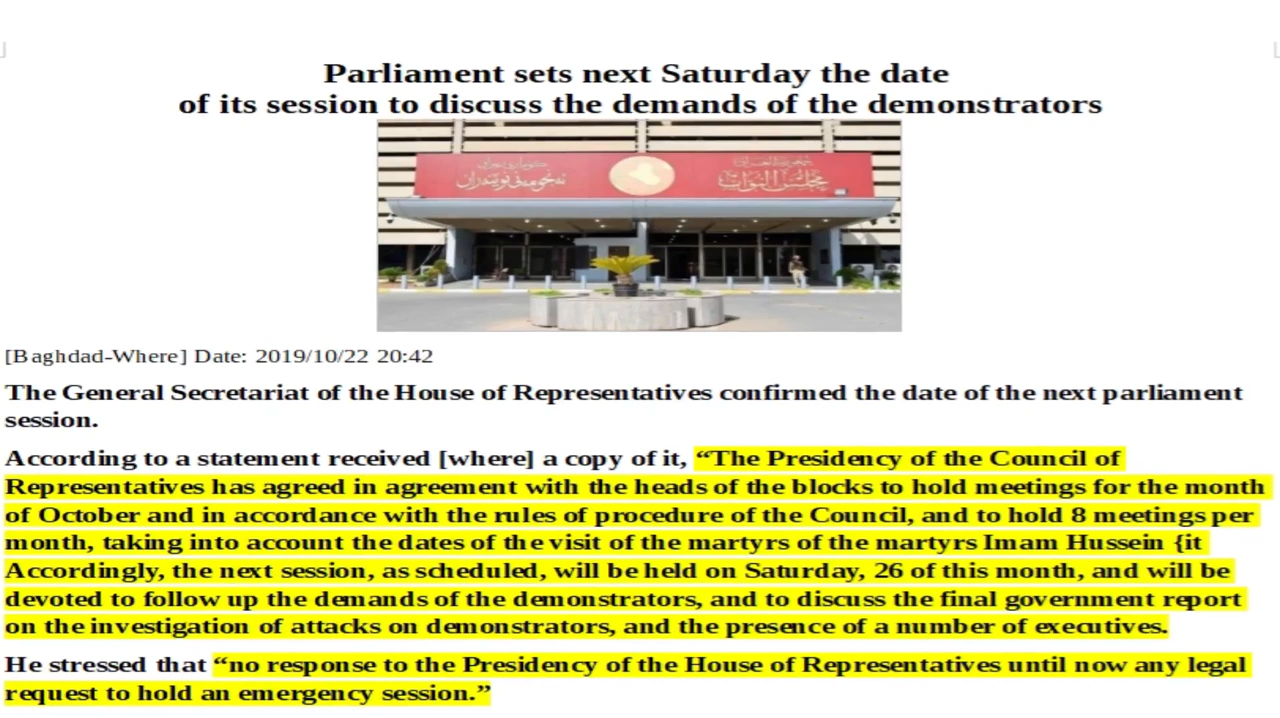 Parliament sets next Saturday the date
of its session to discuss the demands of the demonstrators
مجلس النواب
[Baghdad-Where] Date: 2019/10/22 20:42
The General Secretariat of the House of Representatives confirmed the date of the next parliament
session.
According to a statement received [where] a copy of it, “The Presidency of the Council of
Representatives has agreed in agreement with the heads of the blocks to hold meetings for the month
of October and in accordance with the rules of procedure of the Council, and to hold 8 meetings per
month, taking into account the dates of the visit of the martyrs of the martyrs Imam Hussein {it
Accordingly, the next session, as scheduled, will be held on Saturday, 26 of this month, and will be
devoted to follow up the demands of the demonstrators, and to discuss the final government report
on the investigation of attacks on demonstrators, and the presence of a number of executives.
He stressed that “no response to the Presidency of the House of Representatives until now any legal
request to hold an emergency session.”